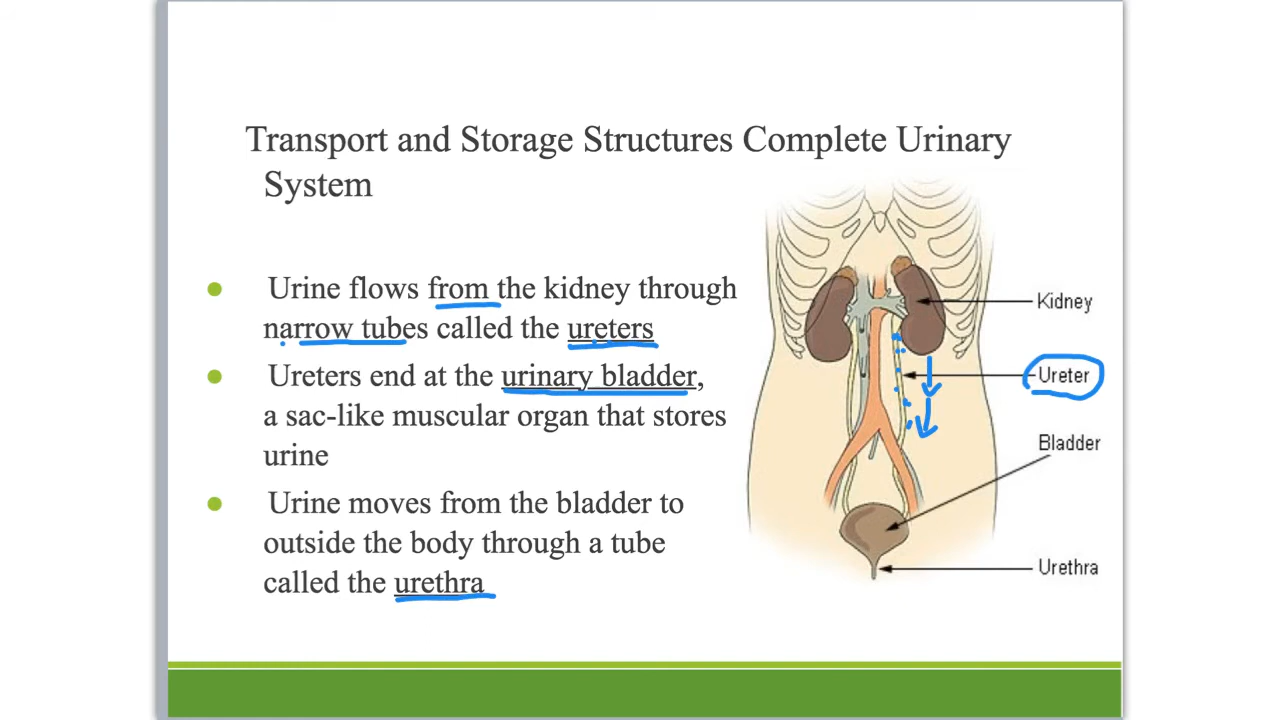 Transport and Storage Structures Complete Urinary
System
Urine flows from the kidney through
narrow tubes called the ureters
Ureters end at the urinary bladder,
a sac-like muscular organ that stores
urine
Urine moves from the bladder to
outside the body through a tube
called the urethra
Kidney
Ureter
Bladder
Urethra